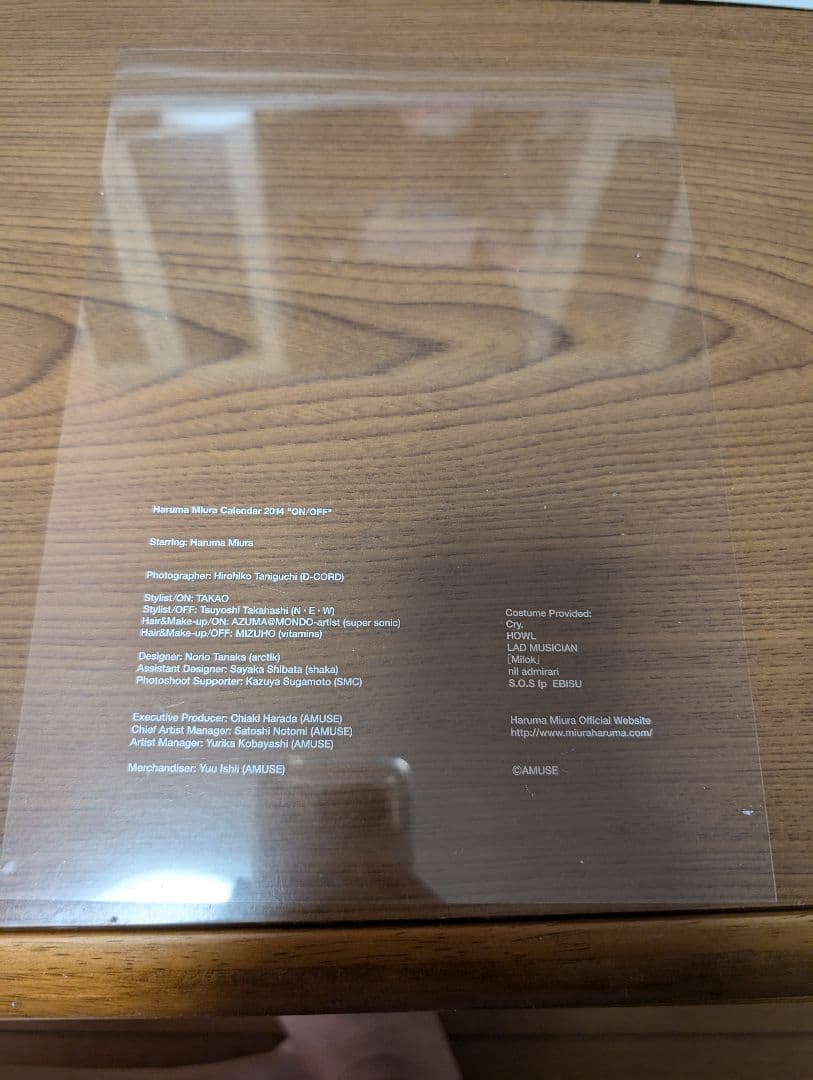 Haruma Miura Calendar 2014 "ON/OFF"
Starring: Haruma Miura
Photographer: Hirohiko Taniguchi (D-CORD)
Stylist/ON: TAKAO
Stylist/OFF: Tsuyoshi Takahashi (N・E・W)
Hair&Make-up/ON: AZUMA@MONDO-artist (super sonic)
Hair&Make-up/OFF: MIZUHO (vitamins)
Designer: Norio Tanaka (arctik)
Assistant Designer: Sayaka Shibata (shaka)
Photoshoot Supporter: Kazuya Sugamoto (SMC)
Executive Producer: Chiaki Harada (AMUSE)
Chief Artist Manager: Satoshi Notomi (AMUSE)
Artist Manager: Yurika Kobayashi (AMUSE)
Merchandiser: Yuu Ishii (AMUSE)
Costume Provided:
Cry.
HOWL
LAD MUSICIAN
［Milok］
nil admirari
S.O.S fp EBISU
Haruma Miura Official Website
http://www.miuraharuma.com/
©AMUSE